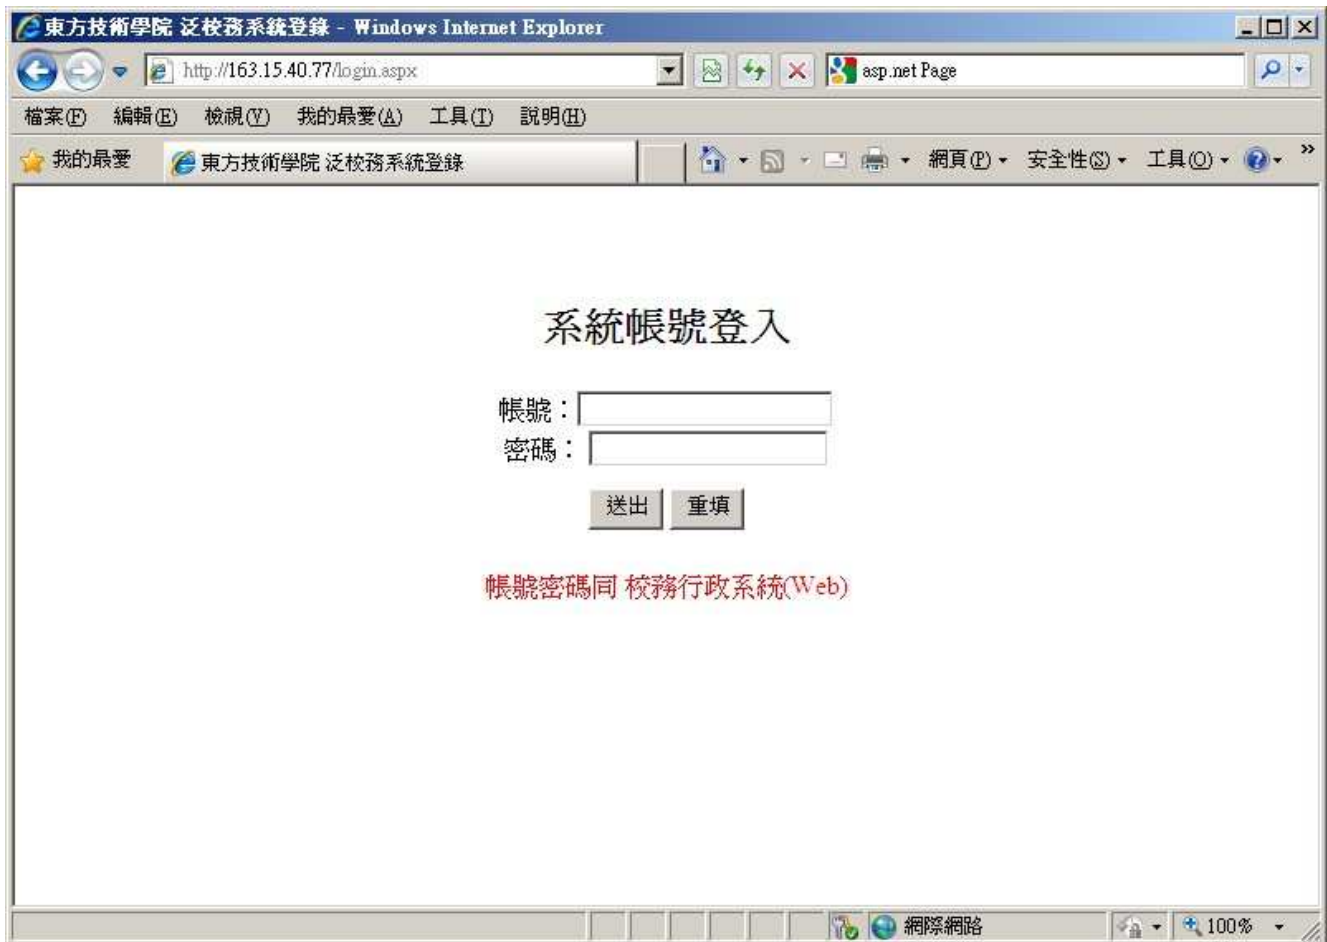 東方技術學院 泛校務系統登錄 - Windows Internet Explorer
http://163.15.40.77/login.aspx asp.net Page
檔案(F) 編輯(E) 檢視(V) 我的最愛(A) 工具(T) 說明(H)
我的最愛 東方技術學院 泛校務系統登錄 網頁(P) 安全性(S) 工具(O) »
系統帳號登入
帳號：
密碼：
送出 重填
帳號密碼同 校務行政系統(Web)
網際網路 100%